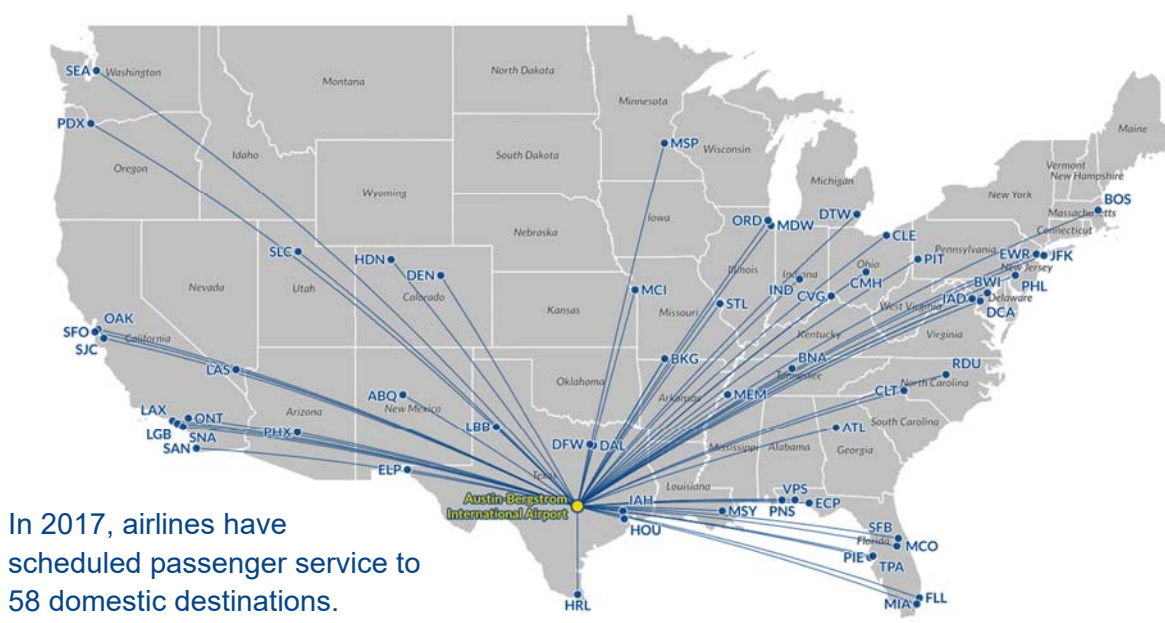 SEA
Washington
Montana
North Dakota
Minnesota
Maine
PDX
Oregon
Idaho
South Dakota
MSP
Wisconsin
Vermont
New Hampshire
Wyoming
Michigan
New York
BOS
Massachusetts
Connecticut
Iowa
ORD
MDW
DTW
CLE
Nebraska
SLC
HDN
DEN
Pennsylvania
PIT
EWR
JFK
New Jersey
Nevada
Utah
Colorado
Illinois
Indiana
Ohio
IND
CMH
CVG
BWI
PHL
IAD
Delaware
DCA
MCI
STL
Kansas
Missouri
West Virginia
Virginia
Kentucky
OAK
SFO
California
SJC
LAS
BKG
BNA
Tennessee
RDU
CLT
North Carolina
Oklahoma
Arkansas
MEM
ABQ
New Mexico
Arizona
LAX
ONT
LGB
SNA
SAN
PHX
LBB
DFW
DAL
Mississippi
Alabama
ATL
Georgia
South Carolina
ELP
Texas
Louisiana
Austin-Bergstrom
International Airport
IAH
HOU
MSY
VPS
PNS
ECP
SFB
Florida
MCO
PIE
TPA
HRL
MIA
FLL
In 2017, airlines have
scheduled passenger service to
58 domestic destinations.